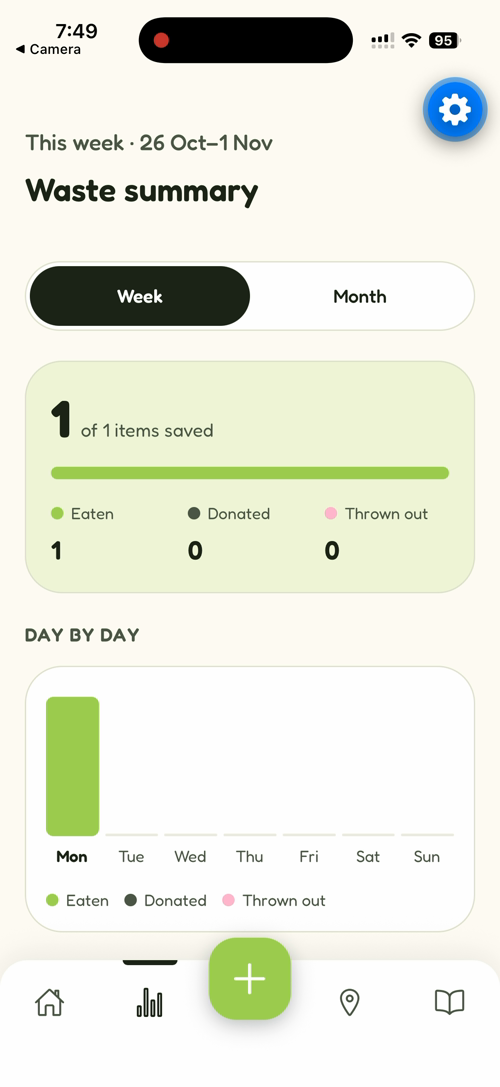 7:49
◀ Camera
95
This week · 26 Oct–1 Nov
Waste summary
Week Month
1 of 1 items saved
Eaten Donated Thrown out
1 0 0
DAY BY DAY
Mon Tue Wed Thu Fri Sat Sun
Eaten Donated Thrown out